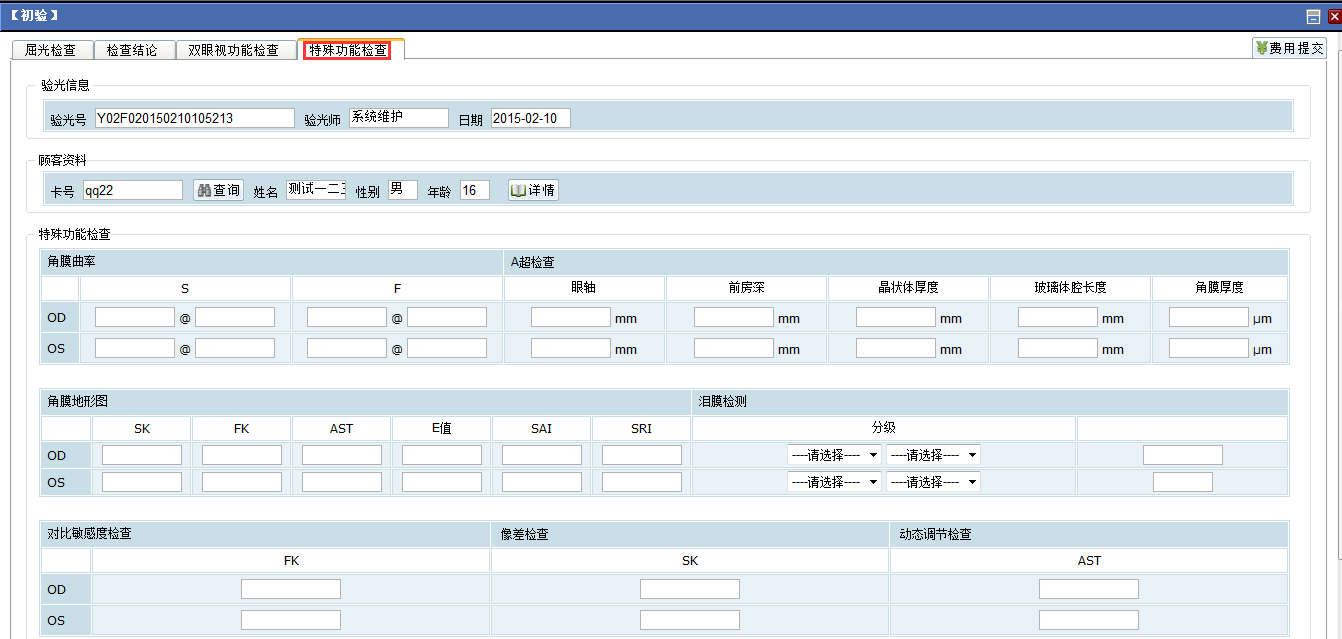 【初验】
屈光检查 检查结论 双眼视功能检查 特殊功能检查 费用提交
验光信息
验光号 Y02F020150210105213 验光师 系统维护 日期 2015-02-10
顾客资料
卡号 qq22 查询 姓名 测试一二 性别 男 年龄 16 详情
特殊功能检查
角膜曲率 A超检查
S F 眼轴 前房深 晶状体厚度 玻璃体腔长度 角膜厚度
OD @ @ mm mm mm mm μm
OS @ @ mm mm mm mm μm
角膜地形图 泪膜检测
SK FK AST E值 SAI SRI 分级
OD ----请选择---- ----请选择----
OS ----请选择---- ----请选择----
对比敏感度检查 像差检查 动态调节检查
FK SK AST
OD
OS